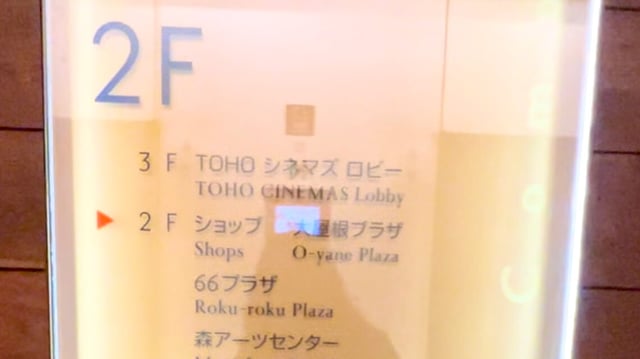 2F
3 F TOHO シネマズ ロビー
TOHO CINEMAS Lobby
2 F ショップ 大屋根プラザ
Shops O-yane Plaza
66プラザ
Roku-roku Plaza
森アーツセンター